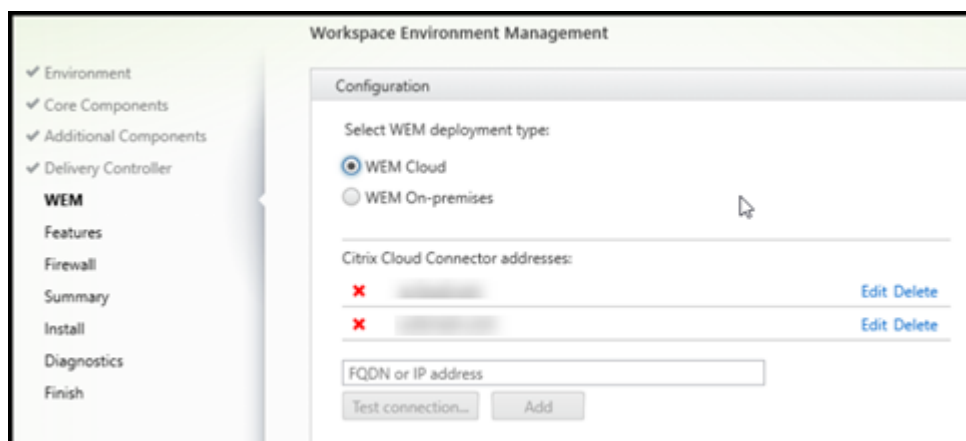 Workspace Environment Management
Environment
Core Components
Additional Components
Delivery Controller
WEM
Features
Firewall
Summary
Install
Diagnostics
Finish
Configuration
Select WEM deployment type:
WEM Cloud
WEM On-premises
Citrix Cloud Connector addresses:
Edit Delete
Edit Delete
FQDN or IP address
Test connection... Add